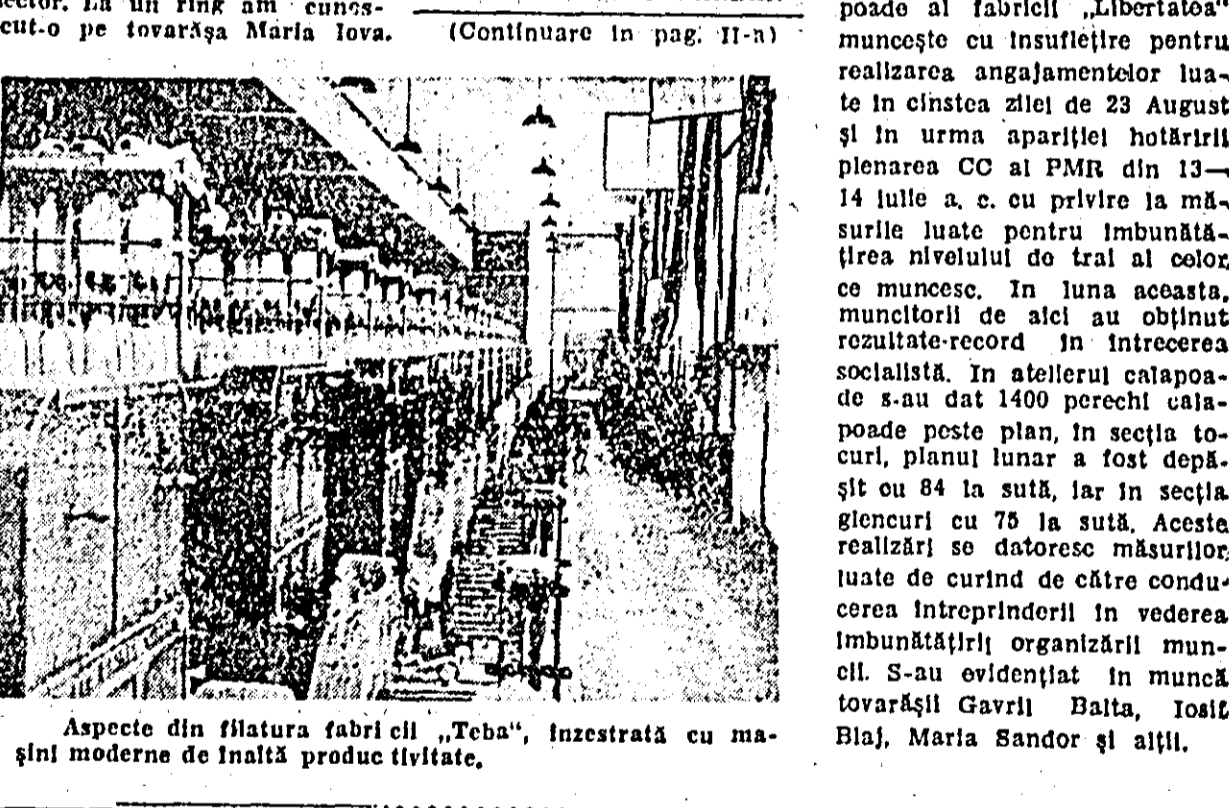 ector. La un ring am cunos-
cut-o pe tovarăşa Maria Iova.
(Continuare în pag. II-a)
Aspecte din filatura fabri cii „Teba“, înzestrată cu ma-
şini moderne de înaltă produc tivitate.
poade al fabricii „Libertatea“
munceşte cu însufleţire pentru
realizarea angajamentelor lua-
te în cinstea zilei de 23 August
şi în urma apariţiei hotărîrii
plenarea CC al PMR din 13—
14 iulie a. c. cu privire la mă-
surile luate pentru îmbunătă-
ţirea nivelului de trai al celor
ce muncesc. In luna aceasta,
muncitorii de aici au obţinut
rezultate-record în întrecerea
socialistă. In atelierul calapoa-
de s-au dat 1400 perechi cala-
poade peste plan, în secţia to-
curi, planul lunar a fost depă-
şit cu 84 la sută, iar în secţia
glencuri cu 75 la sută. Aceste
realizări se datoresc măsurilor
luate de curînd de către condu-
cerea întreprinderii în vederea
îmbunătăţirii organizării mun-
cii. S-au evidenţiat în muncă
tovarăşii Gavril Balta, Iosif
Blaj, Maria Sandor şi alţii.